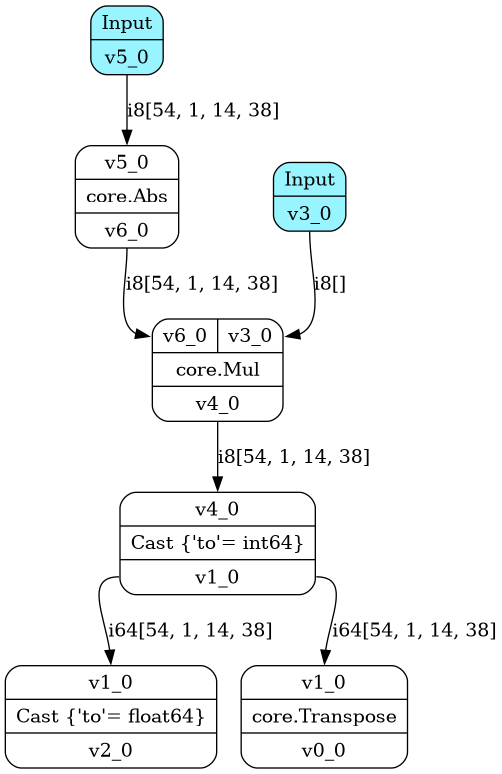 Input
v5_0
i8[54, 1, 14, 38]
v5_0
core.Abs
v6_0
Input
v3_0
i8[54, 1, 14, 38]
i8[]
v6_0 v3_0
core.Mul
v4_0
i8[54, 1, 14, 38]
v4_0
Cast {'to'= int64}
v1_0
i64[54, 1, 14, 38]
i64[54, 1, 14, 38]
v1_0
Cast {'to'= float64}
v2_0
v1_0
core.Transpose
v0_0